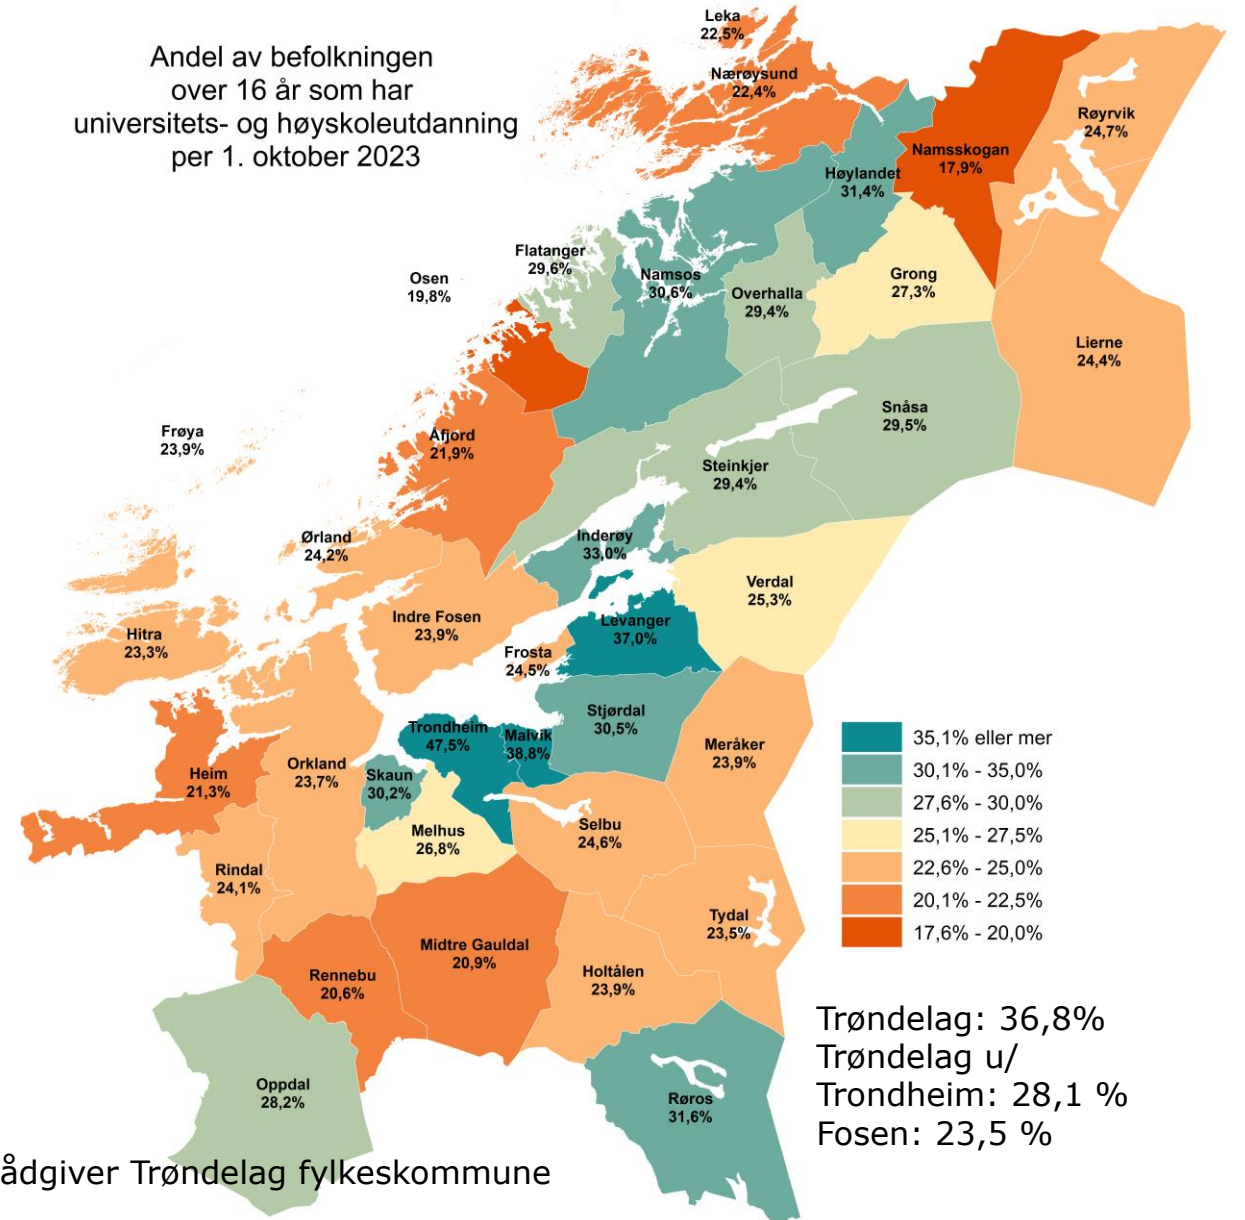 Andel av befolkningen
over 16 år som har
universitets- og høyskoleutdanning
per 1. oktober 2023
Leka
22,5%
Nærøysund
22,4%
Røyrvik
24,7%
Namsskogan
17,9%
Høylandet
31,4%
Flatanger
29,6%
Osen
19,8%
Namsos
30,6%
Overhalla
29,4%
Grong
27,3%
Lierne
24,4%
Snåsa
29,5%
Frøya
23,9%
Åfjord
21,9%
Steinkjer
29,4%
Ørland
24,2%
Inderøy
33,0%
Verdal
25,3%
Hitra
23,3%
Indre Fosen
23,9%
Levanger
37,0%
Frosta
24,5%
Stjørdal
30,5%
Trondheim
47,5%
Malvik
38,8%
Meråker
23,9%
Heim
21,3%
Orkland
23,7%
Skaun
30,2%
Melhus
26,8%
Selbu
24,6%
Rindal
24,1%
Tydal
23,5%
Midtre Gauldal
20,9%
Rennebu
20,6%
Holtålen
23,9%
Oppdal
28,2%
Røros
31,6%
35,1% eller mer
30,1% - 35,0%
27,6% - 30,0%
25,1% - 27,5%
22,6% - 25,0%
20,1% - 22,5%
17,6% - 20,0%
Trøndelag: 36,8%
Trøndelag u/
Trondheim: 28,1 %
Fosen: 23,5 %
ådgiver Trøndelag fylkeskommune